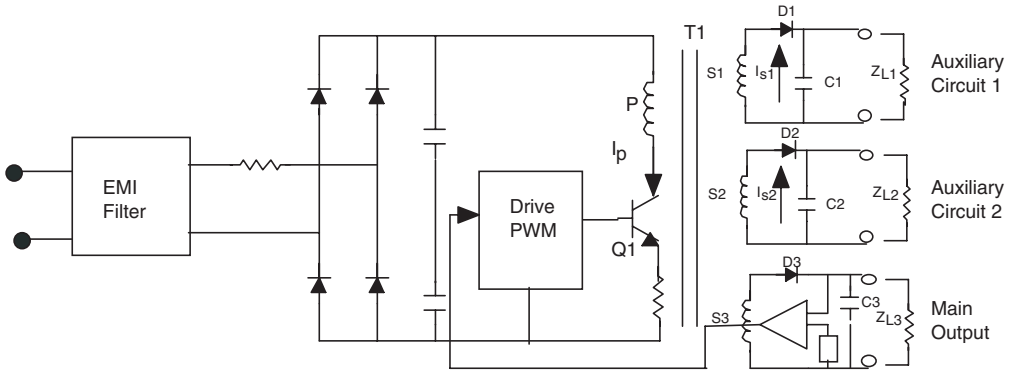 EMI
Filter
Drive
PWM
P
Ip
Q1
T1
D1
S1
Is1
C1
ZL1
Auxiliary
Circuit 1
D2
S2
Is2
C2
ZL2
Auxiliary
Circuit 2
D3
S3
C3
ZL3
Main
Output